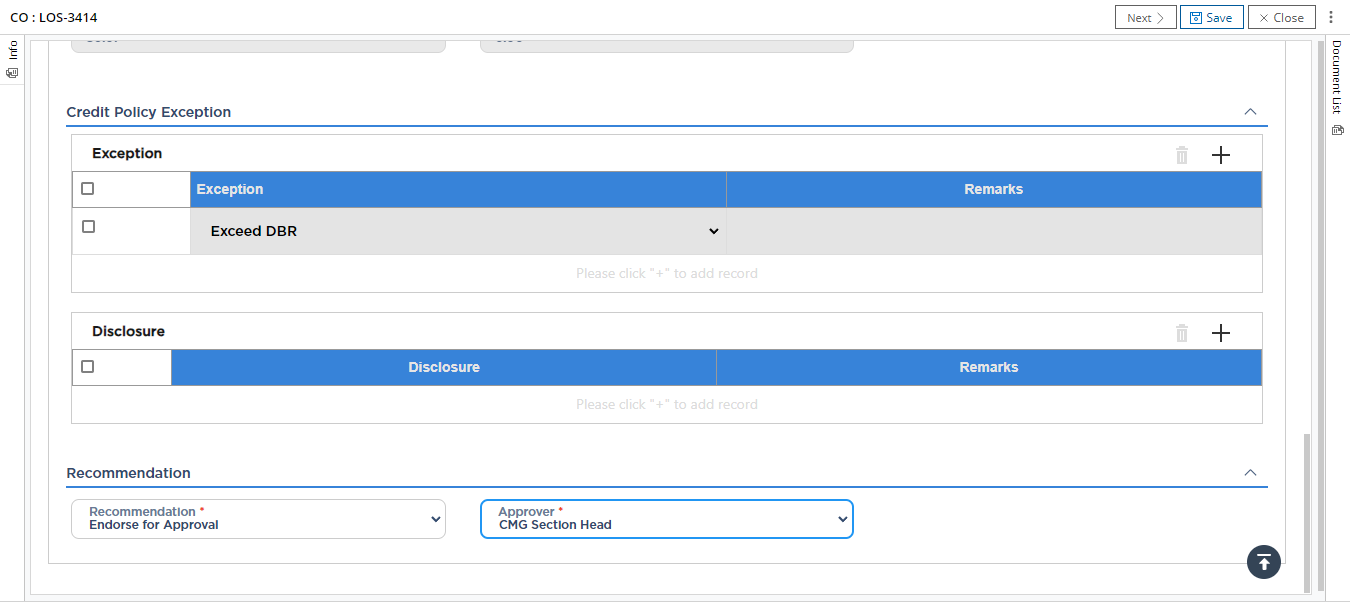 CO : LOS-3414
Next
Save
Close
Info
Document List
Credit Policy Exception
Exception
Exception Remarks
Exceed DBR
Please click "+" to add record
Disclosure
Disclosure Remarks
Please click "+" to add record
Recommendation
Recommendation *
Endorse for Approval
Approver *
CMG Section Head